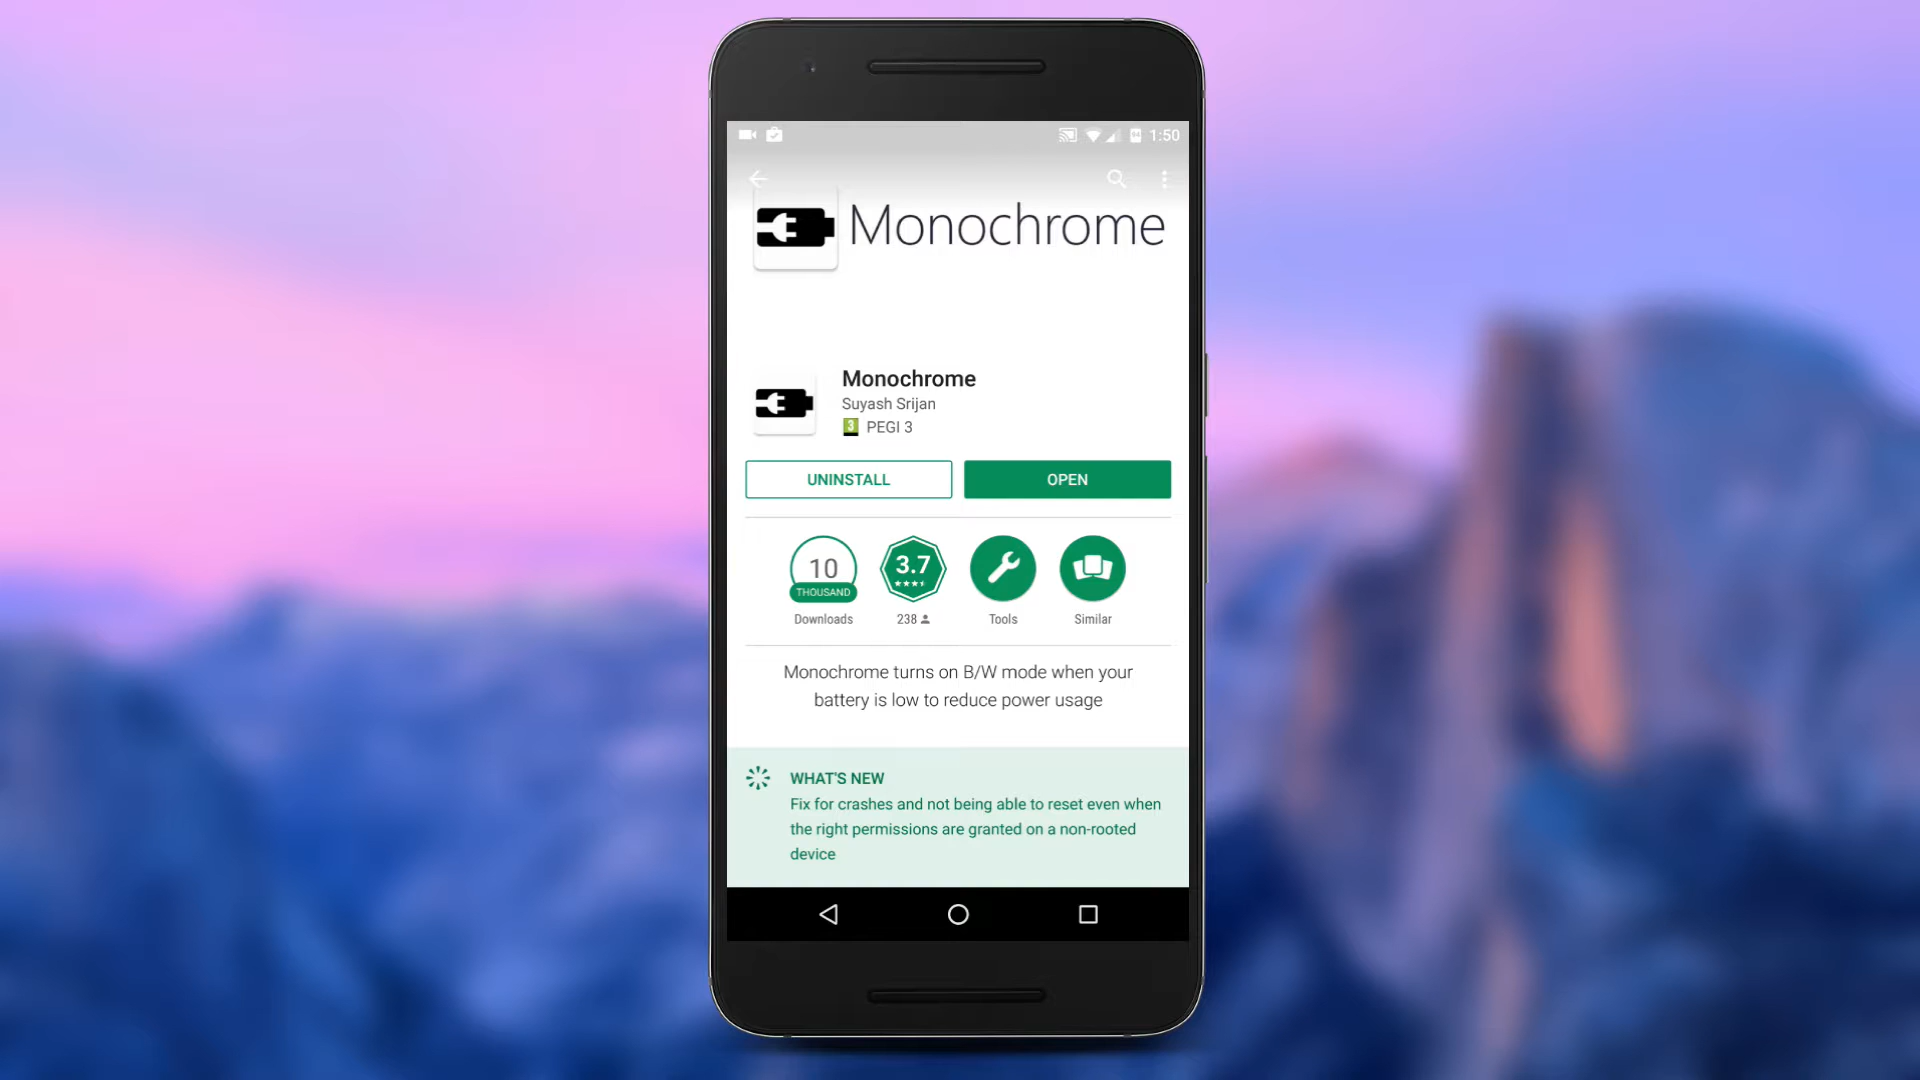 1:50
Monochrome
Monochrome
Suyash Srijan
3 PEGI 3
UNINSTALL
OPEN
10
THOUSAND
3.7
Downloads
238
Tools
Similar
Monochrome turns on B/W mode when your
battery is low to reduce power usage
WHAT'S NEW
Fix for crashes and not being able to reset even when
the right permissions are granted on a non-rooted
device